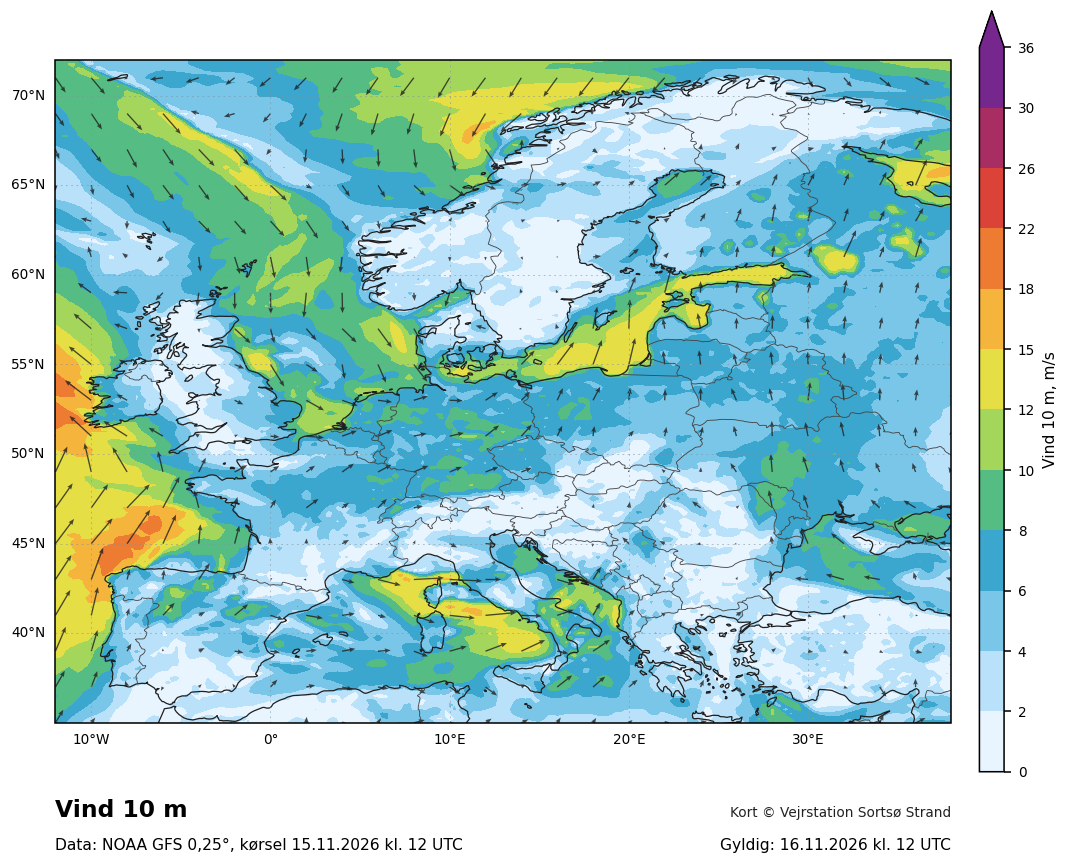 36
30
26
22
18
15
12
10
8
6
4
2
0
Vind 10 m, m/s
70°N
65°N
60°N
55°N
50°N
45°N
40°N
10°W
0°
10°E
20°E
30°E
Vind 10 m
Kort © Vejrstation Sortsø Strand
Data: NOAA GFS 0,25°, kørsel 15.11.2026 kl. 12 UTC
Gyldig: 16.11.2026 kl. 12 UTC